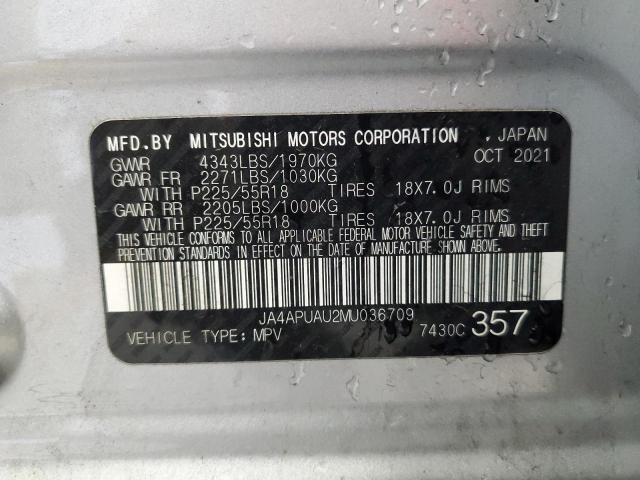 MFD.BY MITSUBISHI MOTORS CORPORATION , JAPAN
GVWR 4343LBS/1970KG OCT 2021
GAWR FR 2271LBS/1030KG
WITH P225/55R18 TIRES 18X7.0J RIMS
GAWR RR 2205LBS/1000KG
WITH P225/55R18 TIRES 18X7.0J RIMS
THIS VEHICLE CONFORMS TO ALL APPLICABLE FEDERAL MOTOR VEHICLE SAFETY AND THEFT
PREVENTION STANDARDS IN EFFECT ON THE DATE OF MANUFACTURE SHOWN ABOVE.
JA4APUAU2MU036709
VEHICLE TYPE: MPV 7430C 357